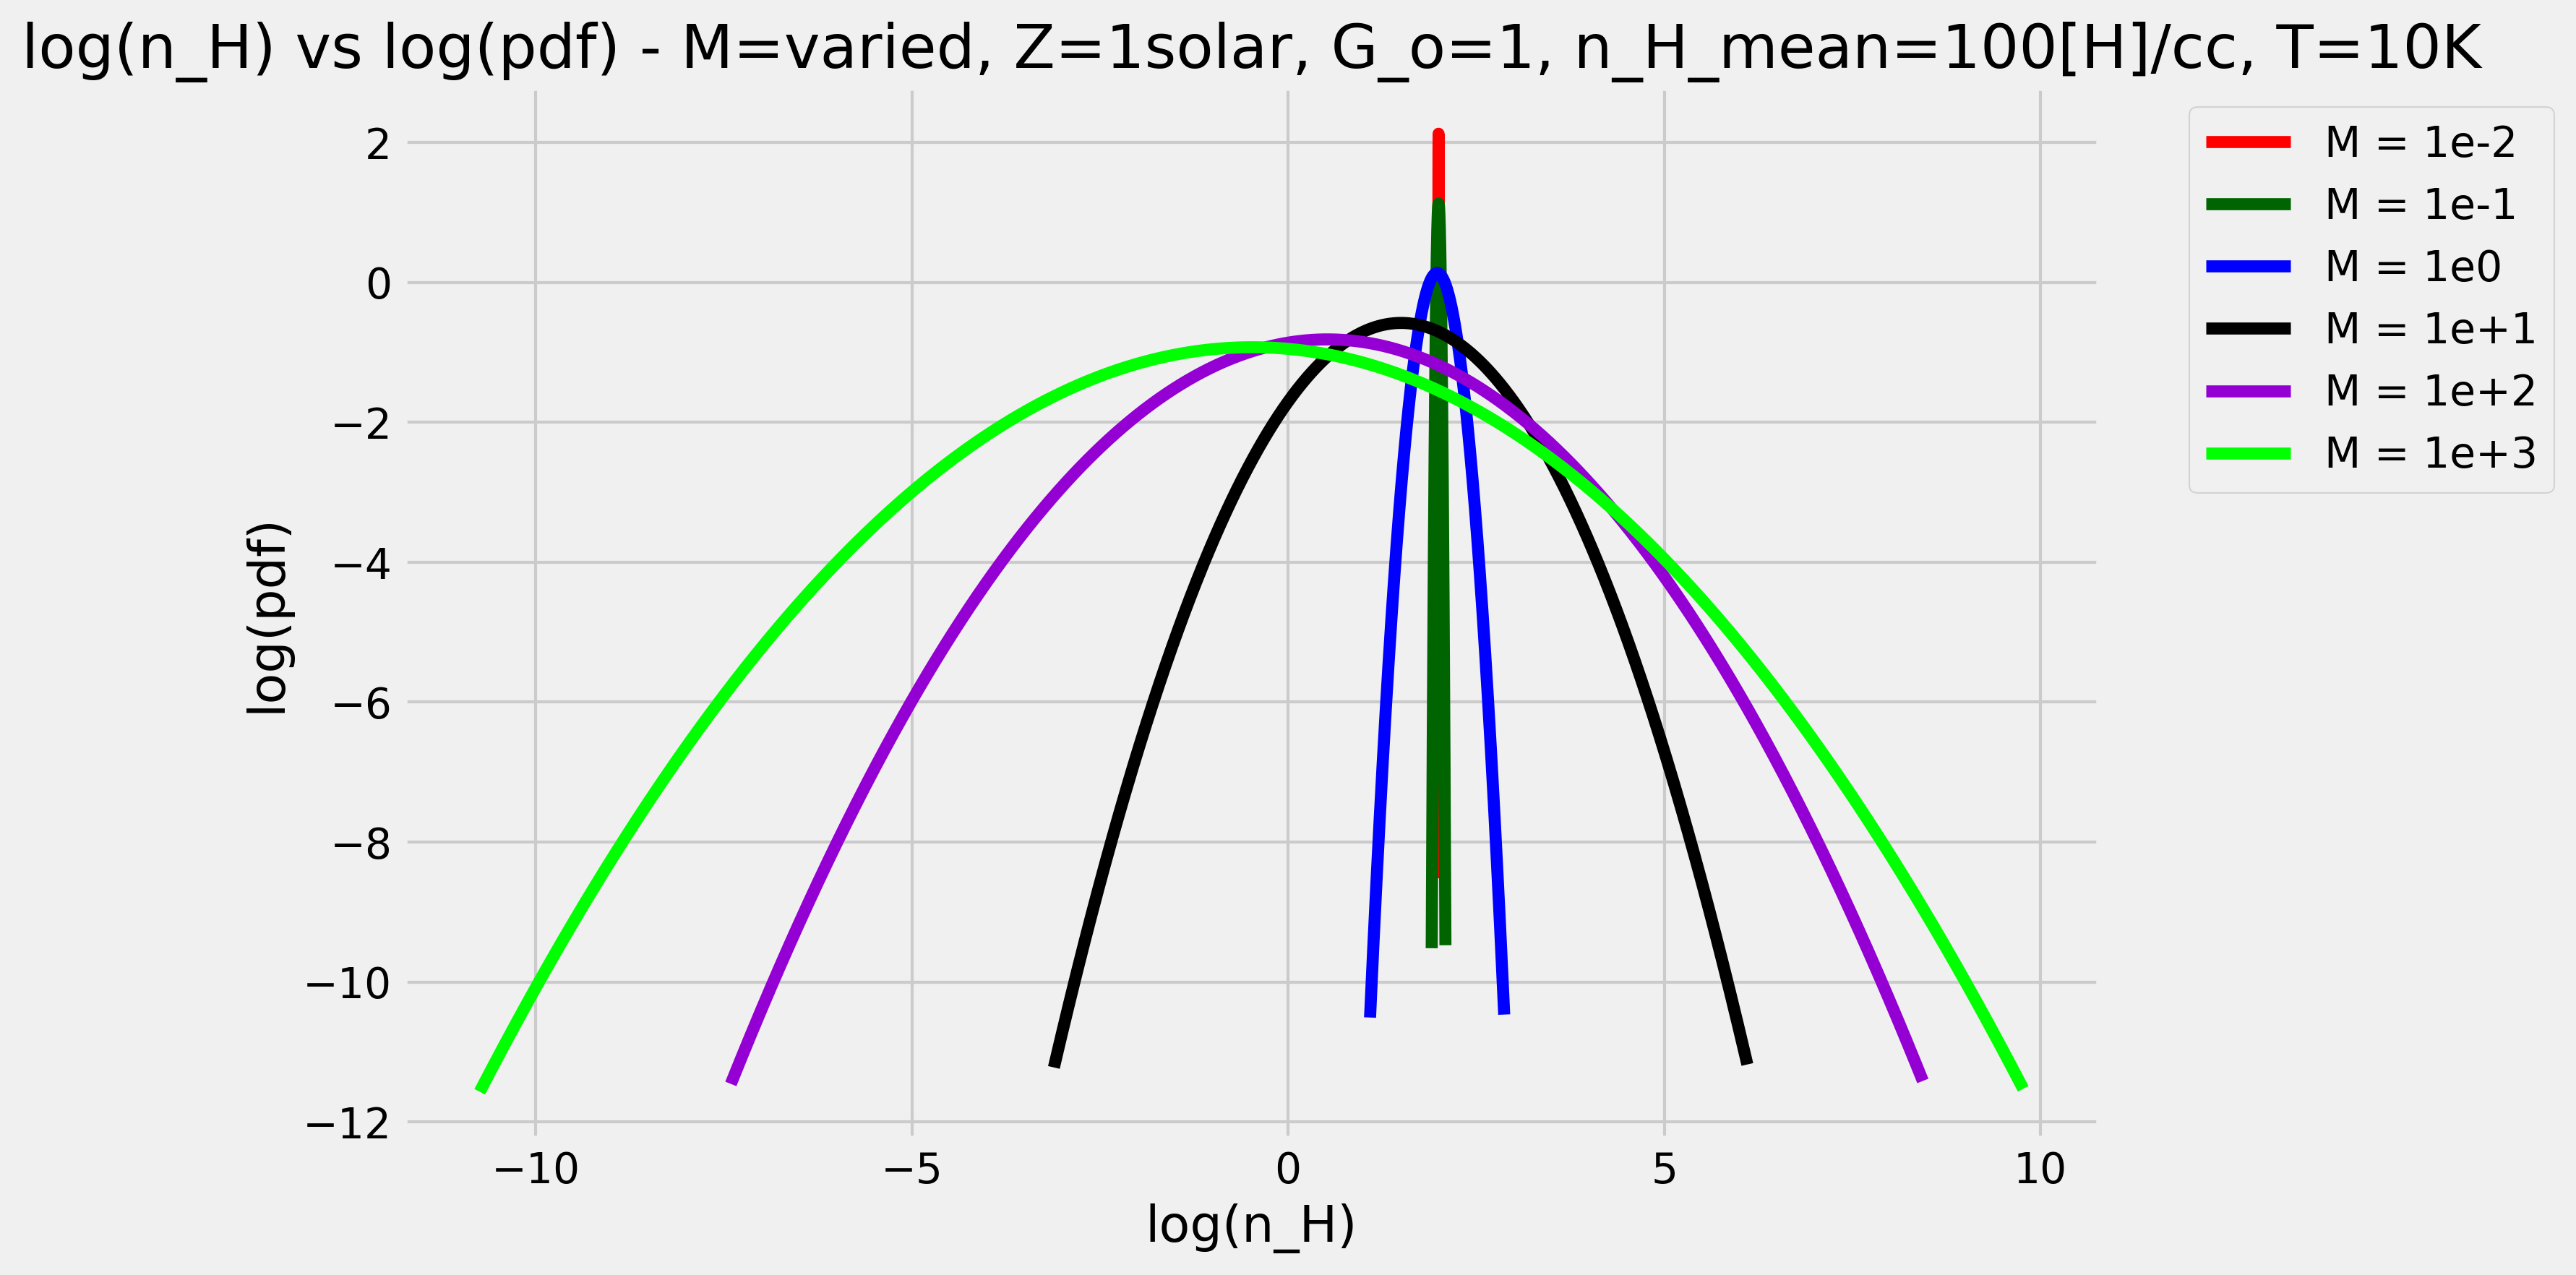 log(n_H) vs log(pdf) - M=varied, Z=1solar, G_o=1, n_H_mean=100[H]/cc, T=10K
M = 1e-2
M = 1e-1
M = 1e0
M = 1e+1
M = 1e+2
M = 1e+3
log(pdf)
2
0
−2
−4
−6
−8
−10
−12
−10 −5 0 5 10
log(n_H)